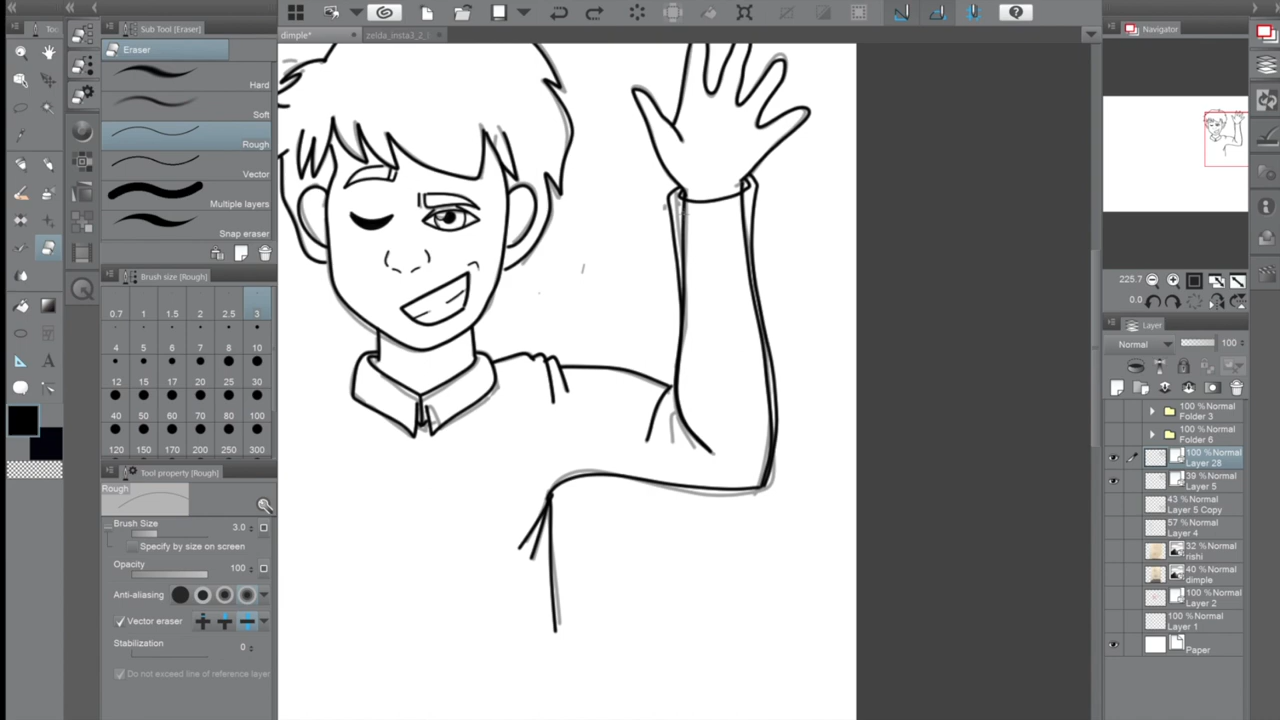 Too
Sub Tool [Eraser]
Eraser
Hard
Soft
Rough
Vector
Multiple layers
Snap eraser
Brush size [Rough]
3
0.7 1 1.5 2 2.5 3
4 5 6 7 8 10
12 15 17 20 25 30
40 50 60 70 80 100
120 150 170 200 250 300
Tool property [Rough]
Rough
Brush Size 3.0
Specify by size on screen
Opacity 100
Anti-aliasing
Vector eraser
Stabilization 0
Do not exceed line of reference layer
dimple*
zelda_insta3_2_
Navigator
225.7
0.0
Layer
Normal 100
100 %Normal
Folder 3
100 %Normal
Folder 6
100 %Normal
Layer 28
39 %Normal
Layer 5
43 %Normal
Layer 5 Copy
57 %Normal
Layer 4
32 %Normal
rishi
40 %Normal
dimple
100 %Normal
Layer 2
100 %Normal
Layer 1
Paper